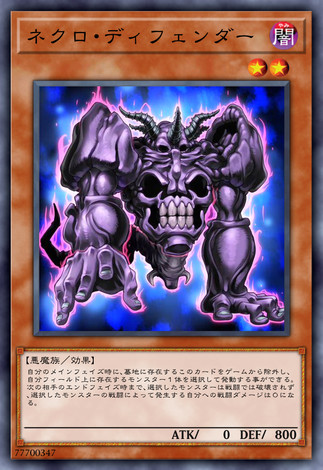 ネクロ・ディフェンダー
やみ
闇
【悪魔族／効果】
自分のメインフェイズ時に、墓地に存在するこのカードをゲームから除外し、
自分フィールド上に存在するモンスター１体を選択して発動する事ができる。
次の相手のエンドフェイズ時まで、選択したモンスターは戦闘では破壊されず、
選択したモンスターの戦闘によって発生する自分への戦闘ダメージは０にな
る。
ATK/ 0 DEF/ 800
77700347